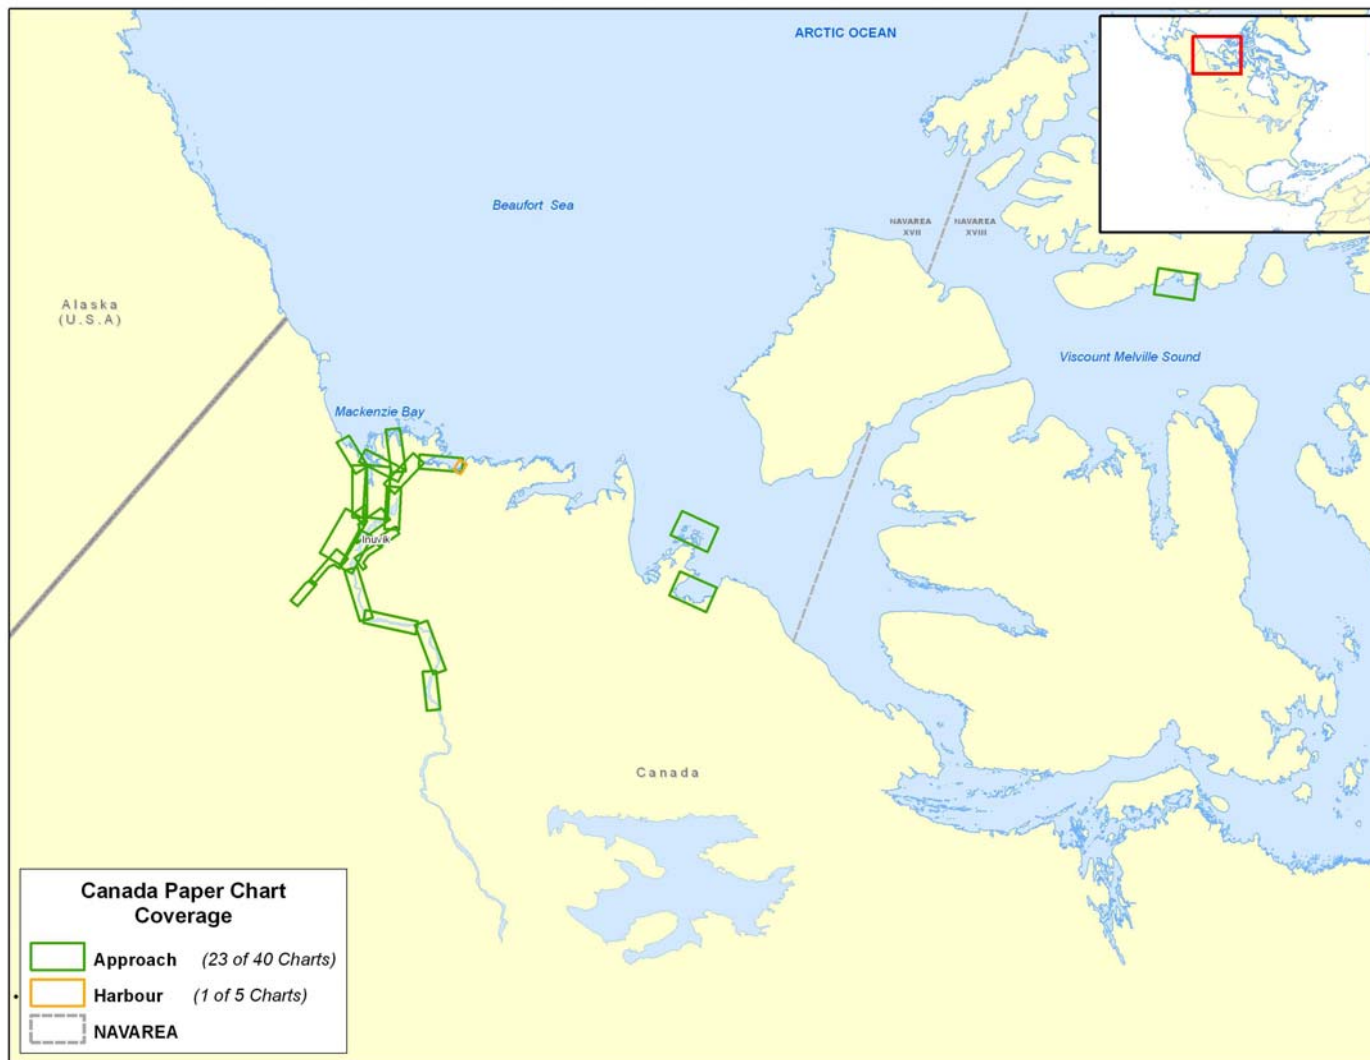 ARCTIC OCEAN
Beaufort Sea
NAVAREA
XVII
NAVAREA
XVIII
Alaska
(U.S.A)
Viscount Melville Sound
Mackenzie Bay
Inuvik
Canada
Canada Paper Chart
Coverage
Approach (23 of 40 Charts)
Harbour (1 of 5 Charts)
NAVAREA